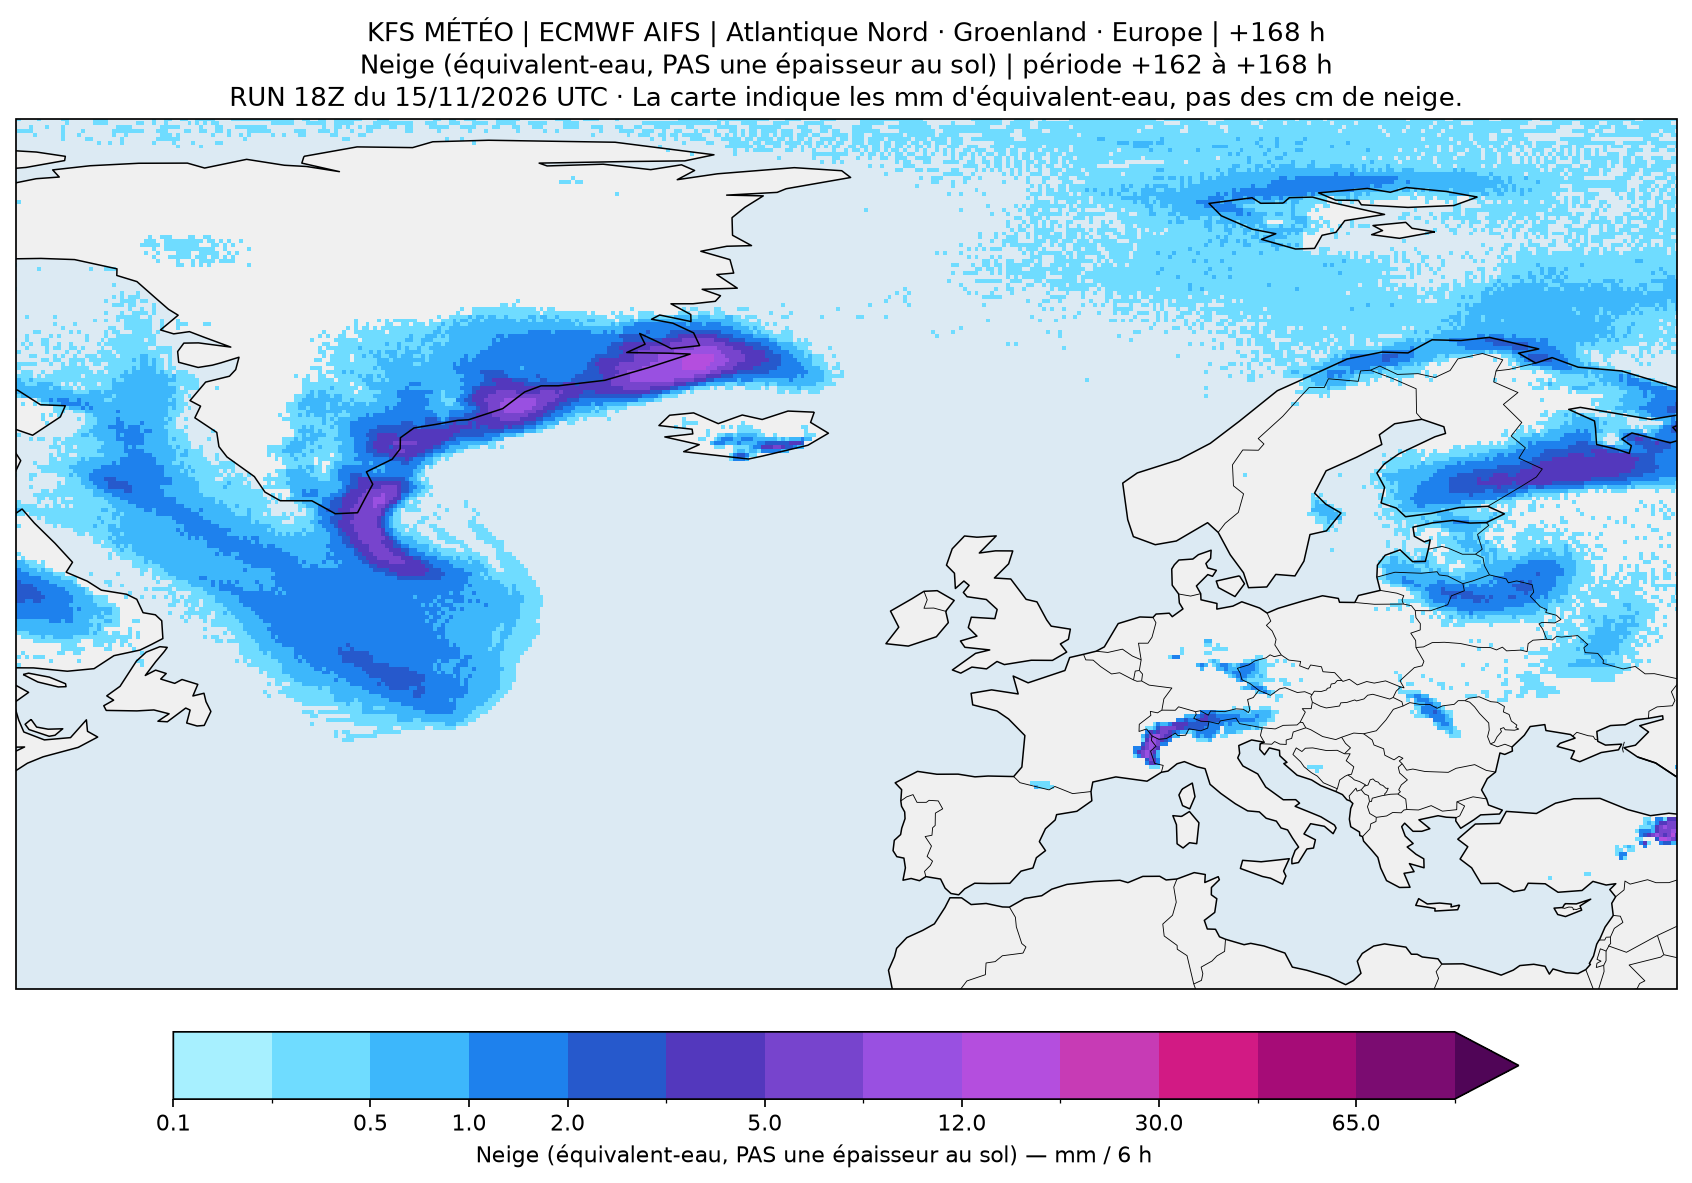 KFS MÉTÉO | ECMWF AIFS | Atlantique Nord · Groenland · Europe | +168 h
Neige (équivalent-eau, PAS une épaisseur au sol) | période +162 à +168 h
RUN 18Z du 15/11/2026 UTC · La carte indique les mm d'équivalent-eau, pas des cm de neige.
0.1 0.5 1.0 2.0 5.0 12.0 30.0 65.0
Neige (équivalent-eau, PAS une épaisseur au sol) — mm / 6 h